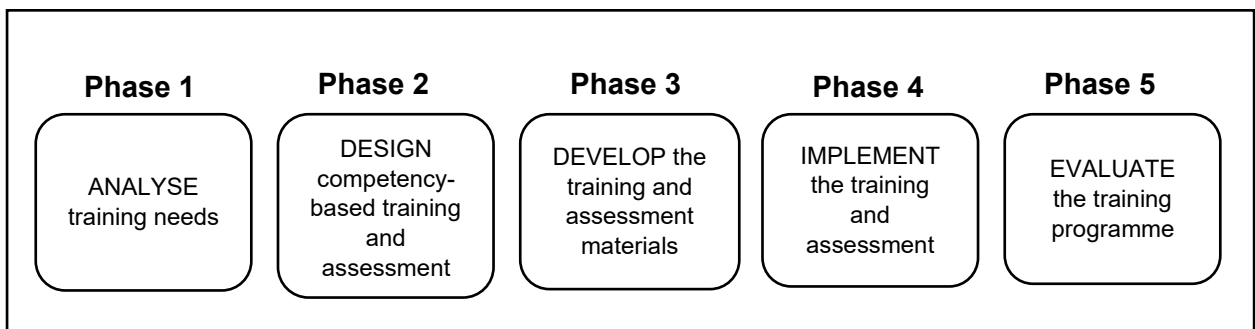 Phase 1
ANALYSE
training needs
Phase 2
DESIGN
competency-
based training
and
assessment
Phase 3
DEVELOP the
training and
assessment
materials
Phase 4
IMPLEMENT
the training
and
assessment
Phase 5
EVALUATE
the training
programme